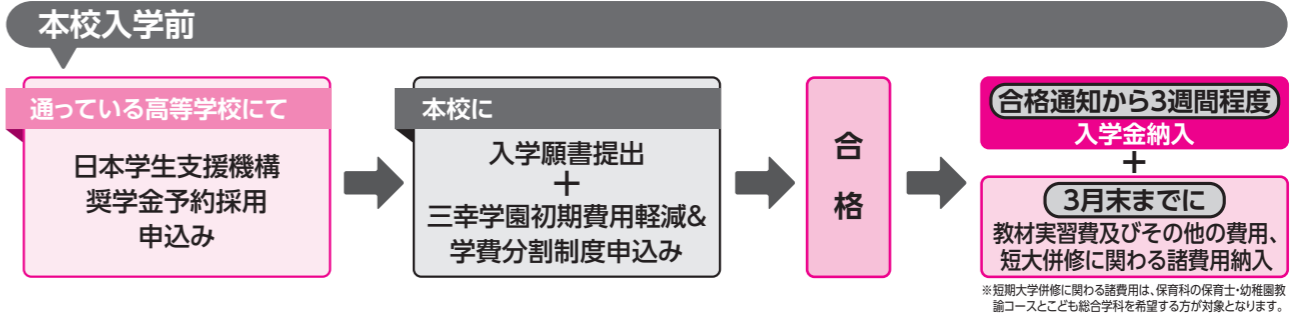 本校入学前
通っている高等学校にて
日本学生支援機構
奨学金予約採用
申込み
本校に
入学願書提出
+
三幸学園初期費用軽減&
学費分割制度申込み
合
格
合格通知から3週間程度
入学金納入
+
3月末までに
教材実習費及びその他の費用、
短大併修に関わる諸費用納入
※短期大学併修に関わる諸費用は、保育科の保育士・幼稚園教
諭コースとこども総合学科を希望する方が対象となります。